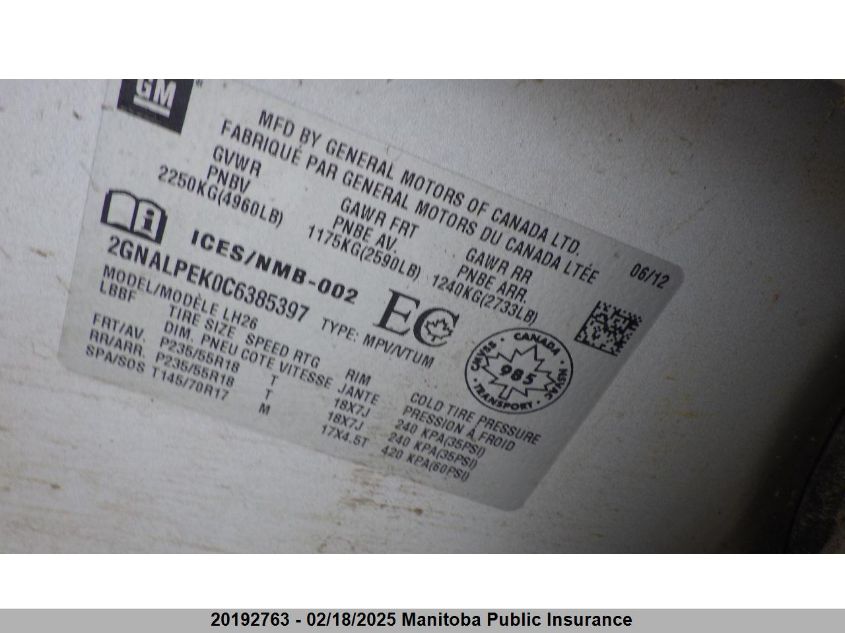 GM
MFD BY GENERAL MOTORS OF CANADA LTD.
FABRIQUÉ PAR GENERAL MOTORS DU CANADA LTÉE
GVWR GAWR FRT GAWR RR 06/12
PNBV PNBE AV. PNBE ARR.
2250KG(4960LB) 1175KG(2590LB) 1240KG(2733LB)
ICES/NMB-002 EC
2GNALPEK0C6385397 TYPE: MPV/VTUM
CMVSS CANADA NSVAC
985
TRANSPORT
MODEL/MODÈLE LH26
LBBF TIRE SIZE SPEED RTG RIM COLD TIRE PRESSURE
DIM. PNEU COTE VITESSE JANTE PRESSION À FROID
FRT/AV. P235/55R18 T 18X7J 240 KPA(35PSI)
RR/ARR. P235/55R18 T 18X7J 240 KPA(35PSI)
SPA/SOS T145/70R17 M 17X4.5T 420 KPA(60PSI)
20192763 - 02/18/2025 Manitoba Public Insurance